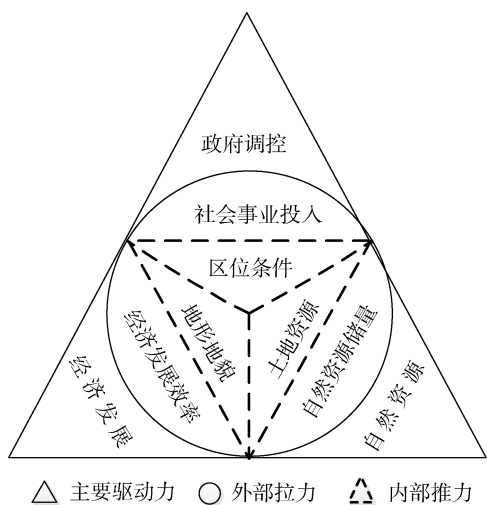 政府调控
社会事业投入
区位条件
地形地貌
土地资源
经济发展效率
自然资源储量
经济发展
自然资源
主要驱动力 外部拉力 内部推力